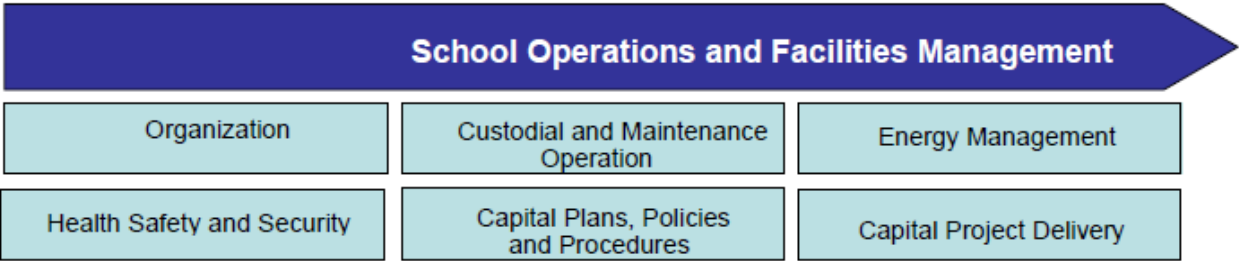 School Operations and Facilities Management
Organization
Custodial and Maintenance
Operation
Energy Management
Health Safety and Security
Capital Plans, Policies
and Procedures
Capital Project Delivery